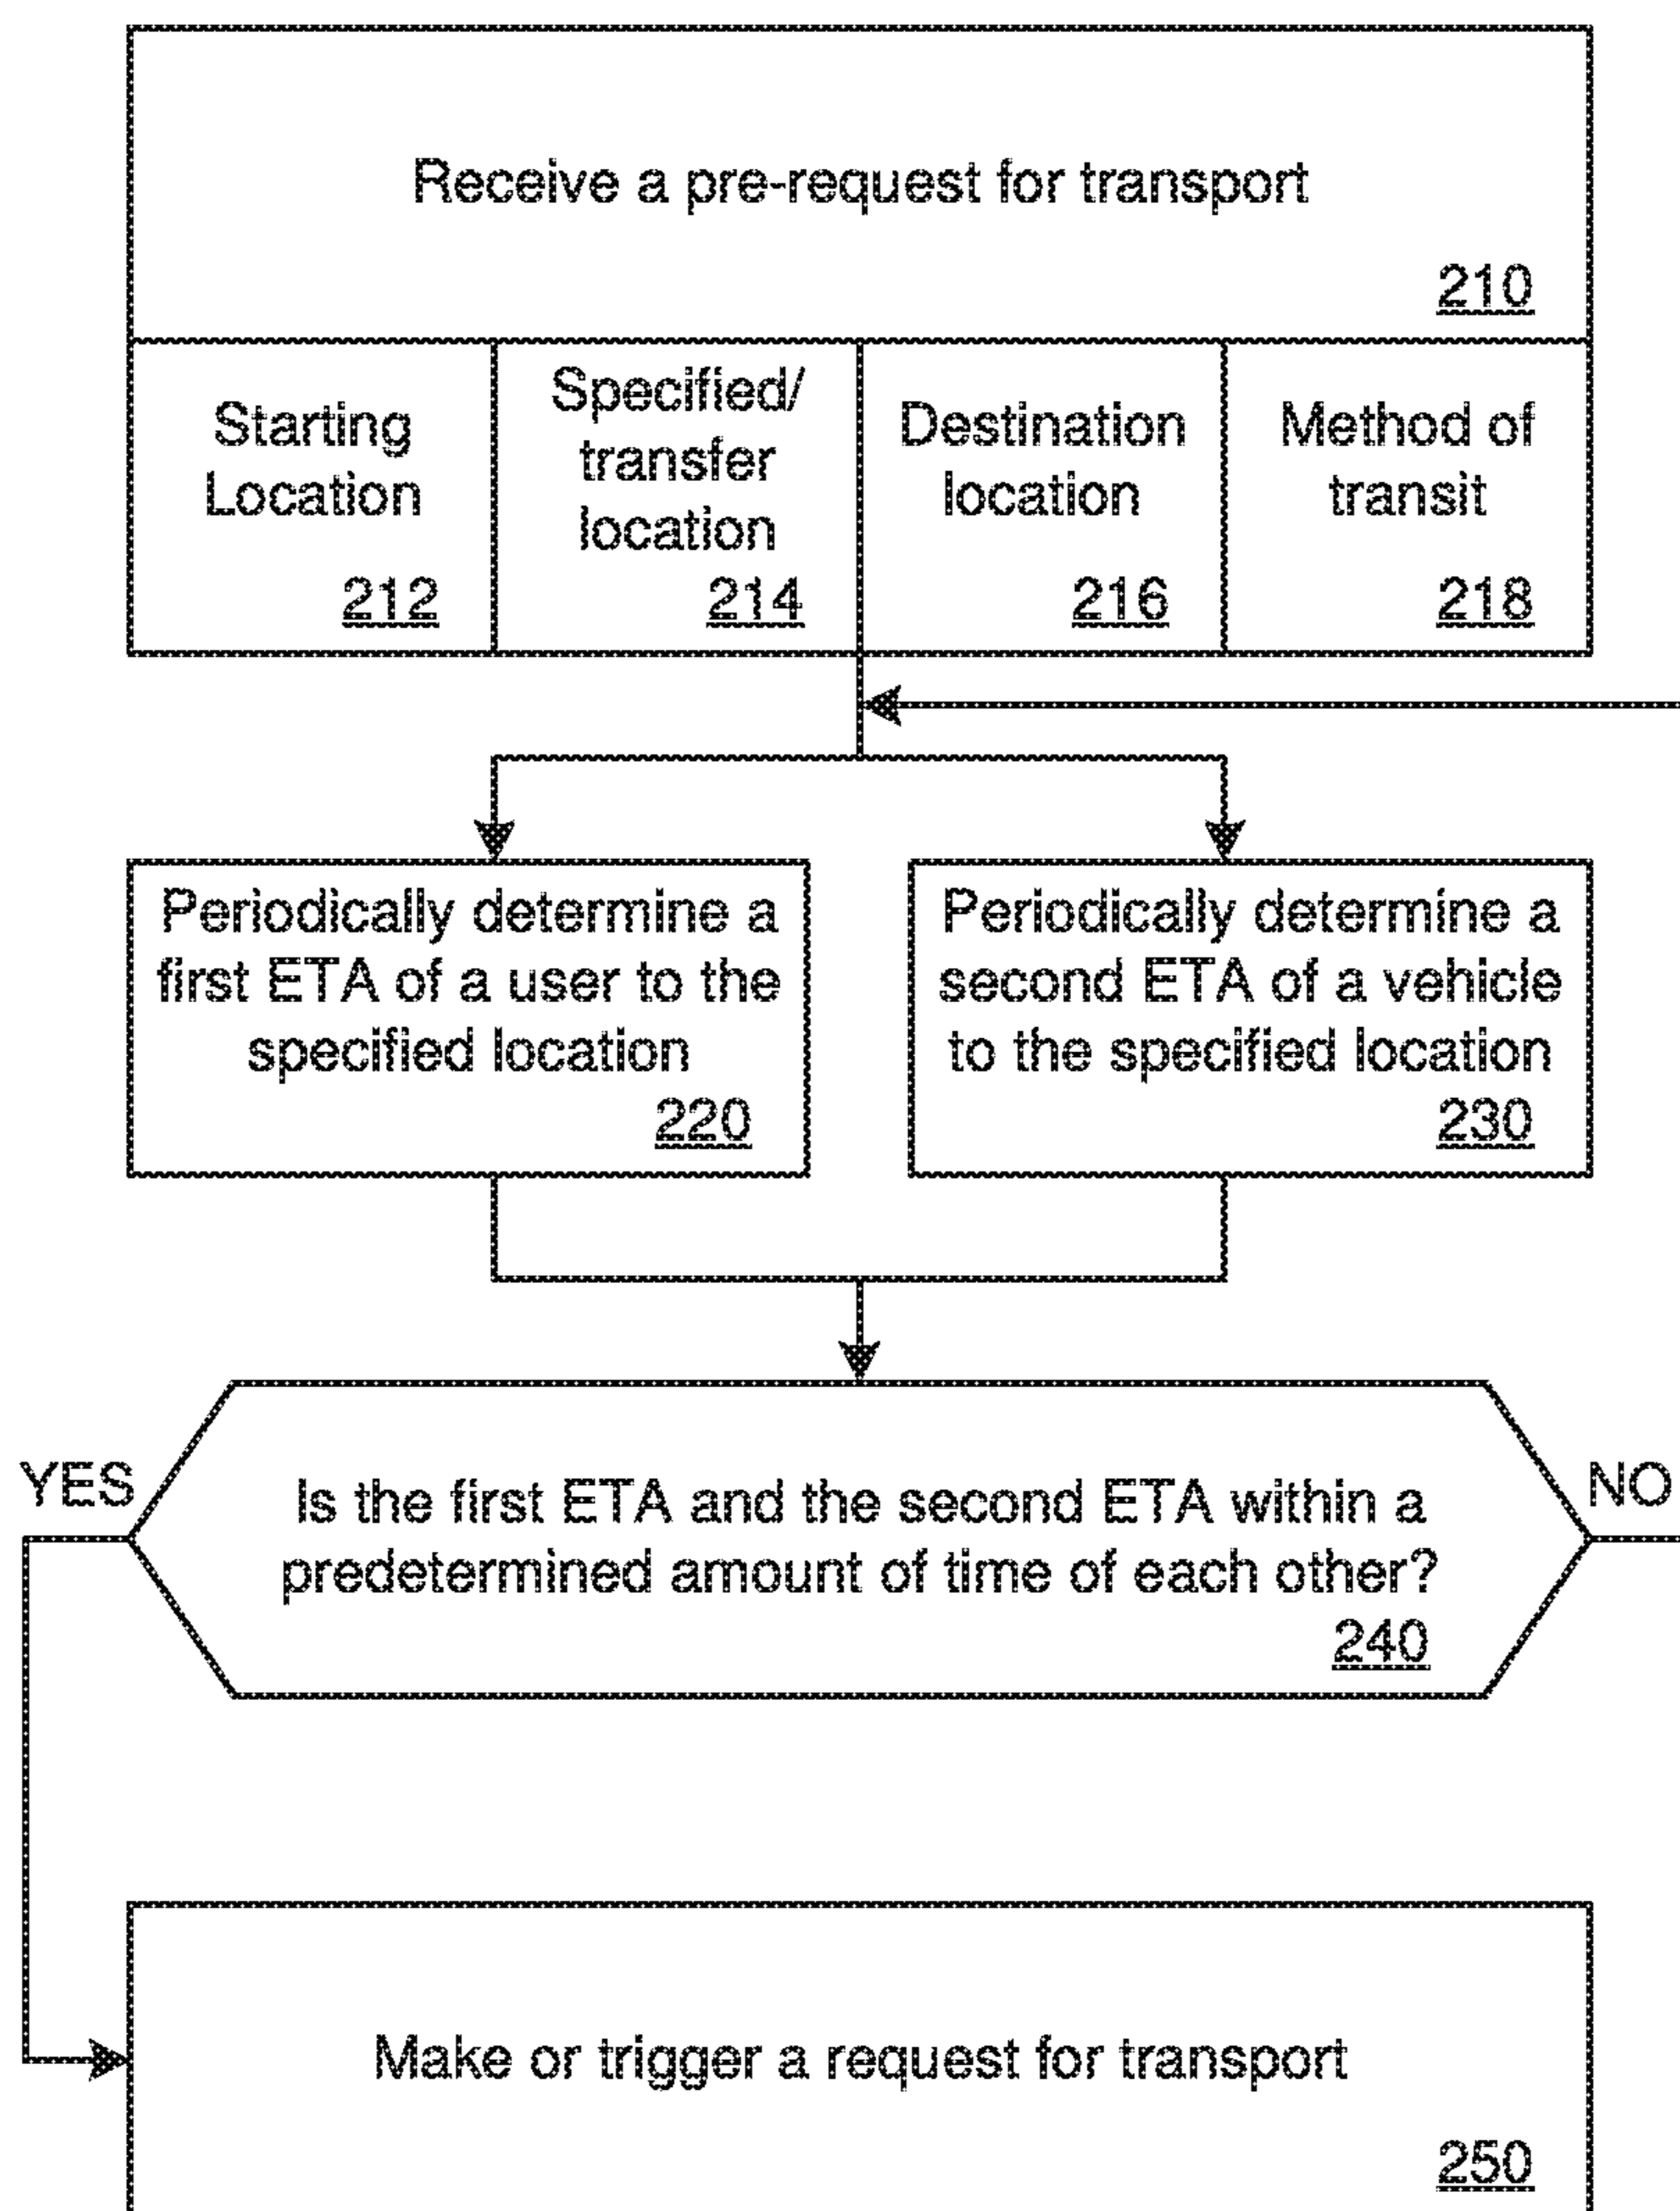 Receive a pre-request for transport
210
Starting
Location
212
Specified/
transfer
location
214
Destination
location
216
Method of
transit
218
Periodically determine a
first ETA of a user to the
specified location
220
Periodically determine a
second ETA of a vehicle
to the specified location
230
YES
Is the first ETA and the second ETA within a
predetermined amount of time of each other?
240
NO
Make or trigger a request for transport
250